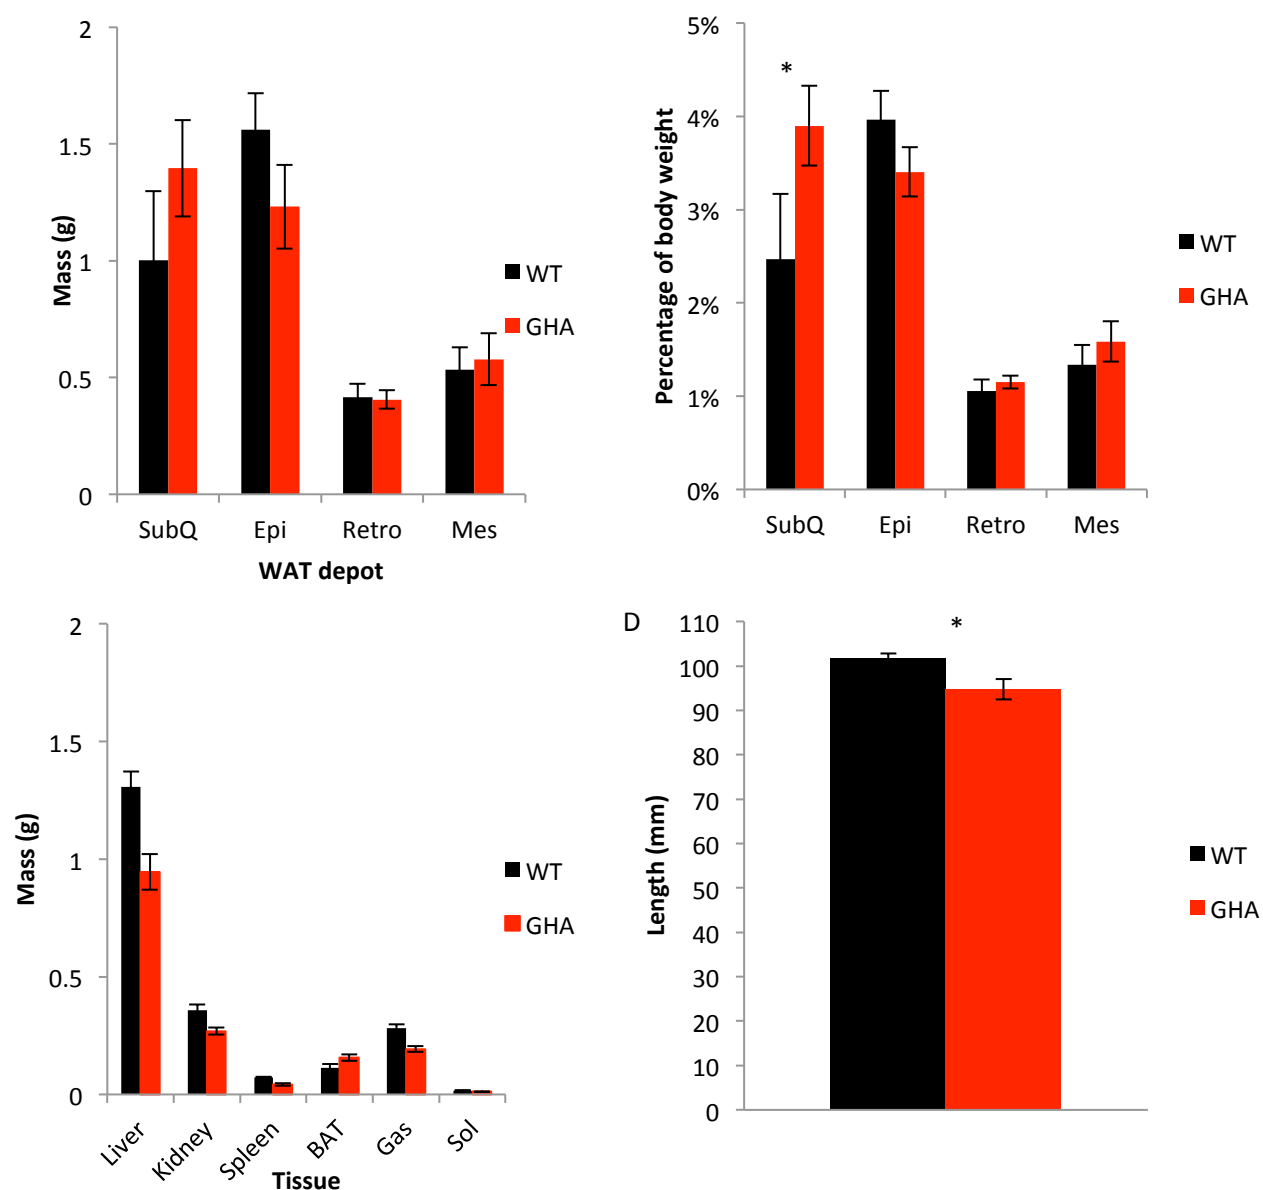 2
1.5
1
0.5
0
Mass (g)
SubQ Epi Retro Mes
WAT depot
WT
GHA
5%
4%
3%
2%
1%
0%
Percentage of body weight
*
SubQ Epi Retro Mes
WT
GHA
2
1.5
1
0.5
0
Mass (g)
Liver Kidney Spleen BAT Gas Sol
Tissue
WT
GHA
D
110
100
90
80
70
60
50
40
30
20
10
0
Length (mm)
*
WT
GHA